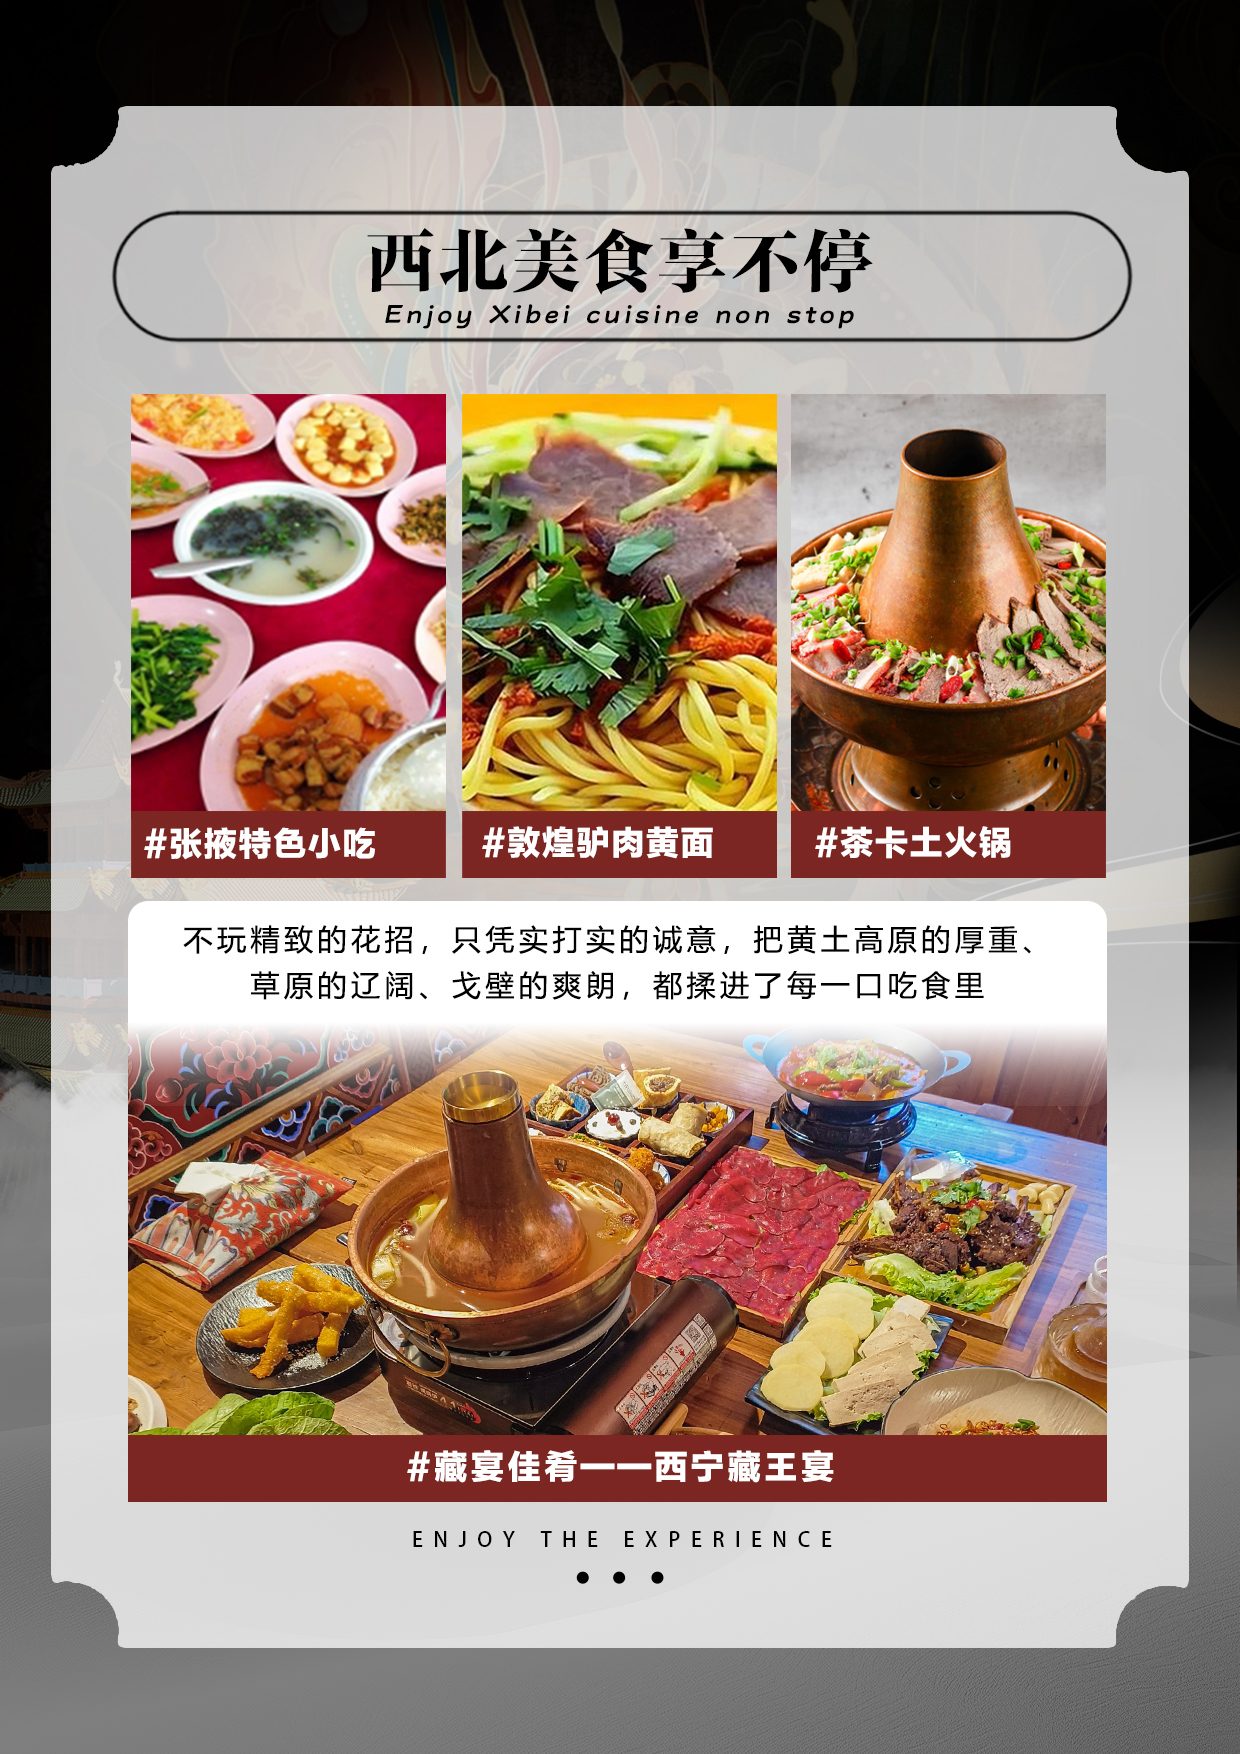 西北美食享不停
Enjoy Xibei cuisine non stop
#张掖特色小吃
#敦煌驴肉黄面
#茶卡土火锅
不玩精致的花招，只凭实打实的诚意，把黄土高原的厚重、
草原的辽阔、戈壁的爽朗，都揉进了每一口吃食里
#藏宴佳肴——西宁藏王宴
ENJOY THE EXPERIENCE